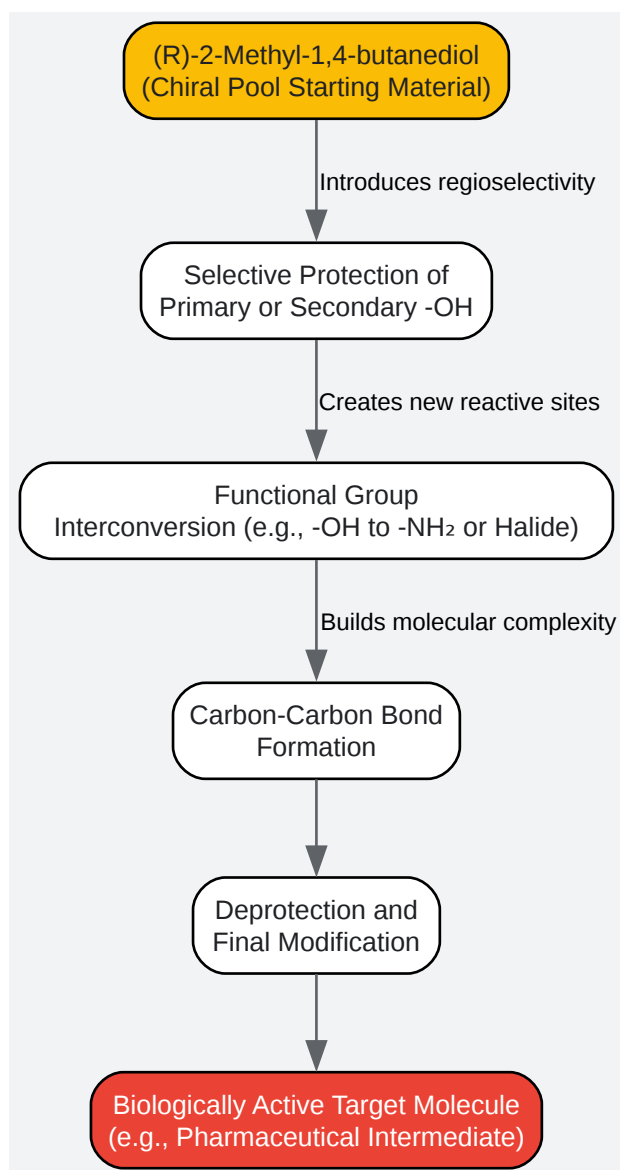 (R)-2-Methyl-1,4-butanediol
(Chiral Pool Starting Material)
Introduces regioselectivity
Selective Protection of
Primary or Secondary -OH
Creates new reactive sites
Functional Group
Interconversion (e.g., -OH to -NH₂ or Halide)
Builds molecular complexity
Carbon-Carbon Bond
Formation
Deprotection and
Final Modification
Biologically Active Target Molecule
(e.g., Pharmaceutical Intermediate)